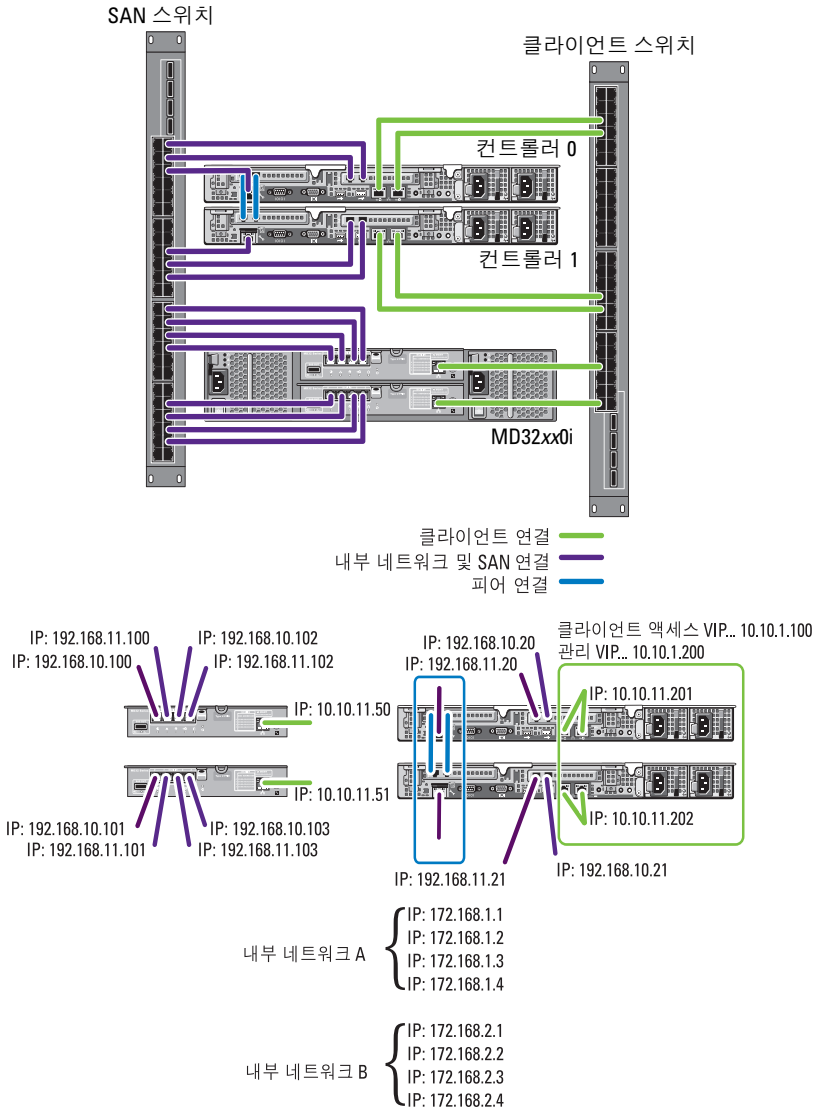 SAN 스위치
클라이언트 스위치
컨트롤러 0
컨트롤러 1
MD32xx0i
클라이언트 연결
내부 네트워크 및 SAN 연결
피어 연결
IP: 192.168.11.100
IP: 192.168.10.102
IP: 192.168.10.100
IP: 192.168.11.102
IP: 10.10.11.50
IP: 10.10.11.51
IP: 192.168.10.101
IP: 192.168.10.103
IP: 192.168.11.101
IP: 192.168.11.103
IP: 192.168.10.20
IP: 192.168.11.20
클라이언트 액세스 VIP... 10.10.1.100
관리 VIP... 10.10.1.200
IP: 10.10.11.201
IP: 10.10.11.202
IP: 192.168.11.21
IP: 192.168.10.21
내부 네트워크 A
IP: 172.168.1.1
IP: 172.168.1.2
IP: 172.168.1.3
IP: 172.168.1.4
내부 네트워크 B
IP: 172.168.2.1
IP: 172.168.2.2
IP: 172.168.2.3
IP: 172.168.2.4